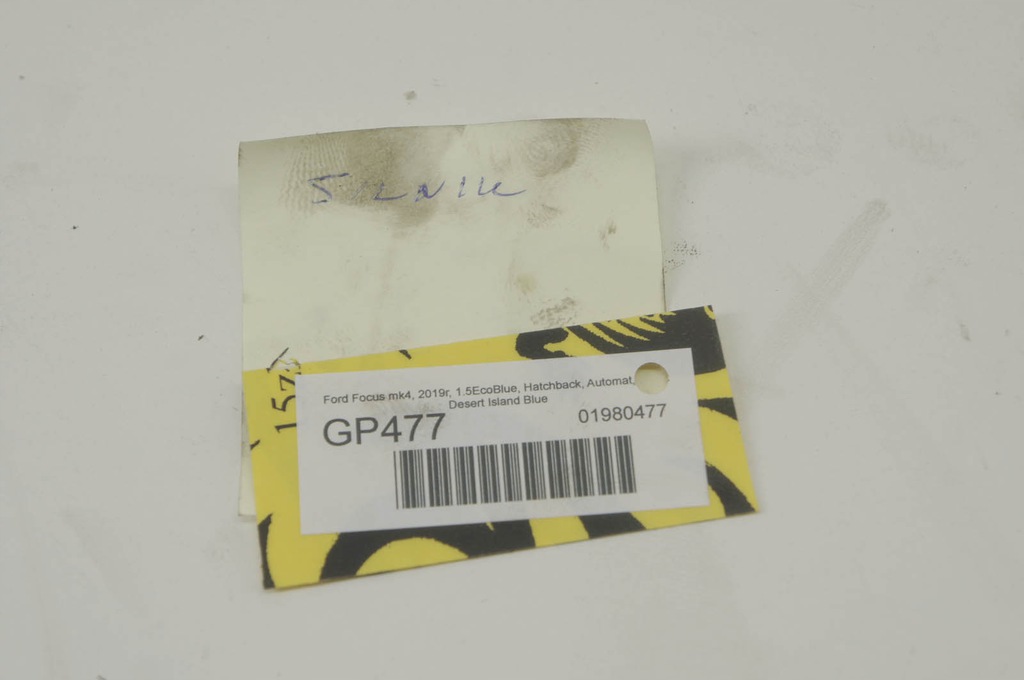 Ford Focus mk4, 2019r, 1.5EcoBlue, Hatchback, Automat,
Desert Island Blue
GP477
01980477